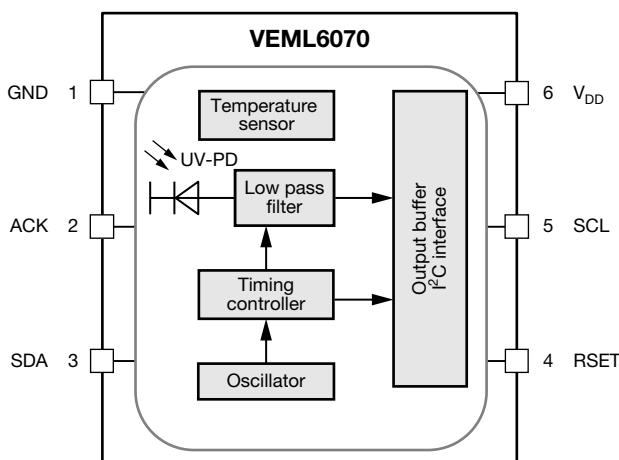 VEML6070
GND 1
6 V_DD
Temperature
sensor
UV-PD
Low pass
filter
Output buffer
I²C interface
ACK 2
5 SCL
Timing
controller
SDA 3
4 RSET
Oscillator